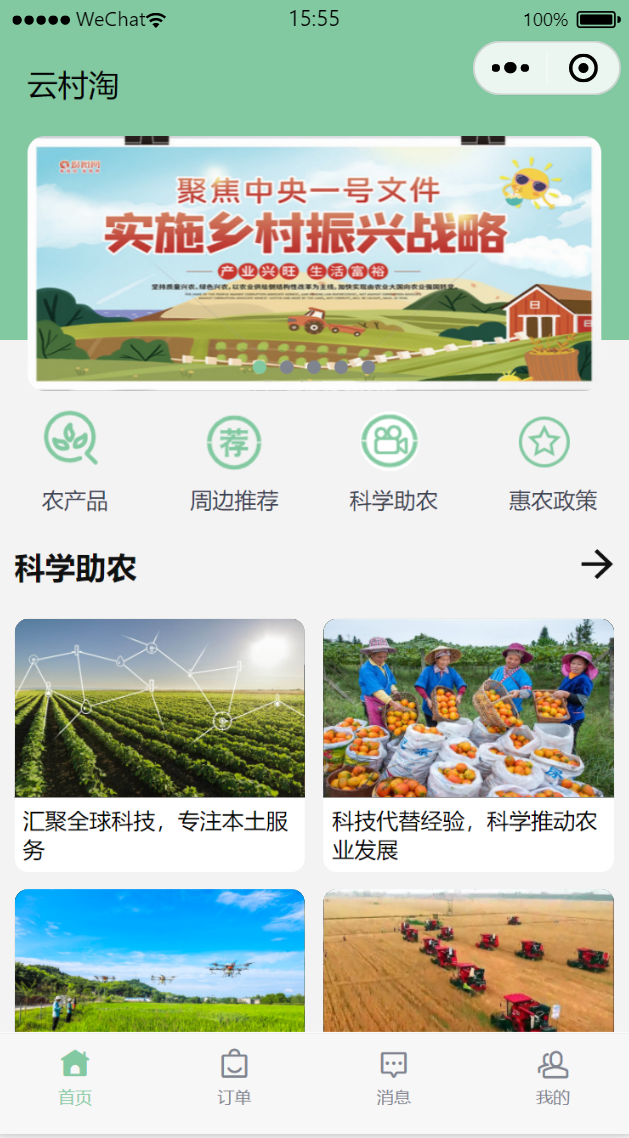 WeChat 15:55 100%
云村淘
聚焦中央一号文件
实施乡村振兴战略
产业兴旺 生活富裕
农产品 周边推荐 科学助农 惠农政策
荐
科学助农
汇聚全球科技，专注本土服
务
科技代替经验，科学推动农
业发展
首页 订单 消息 我的